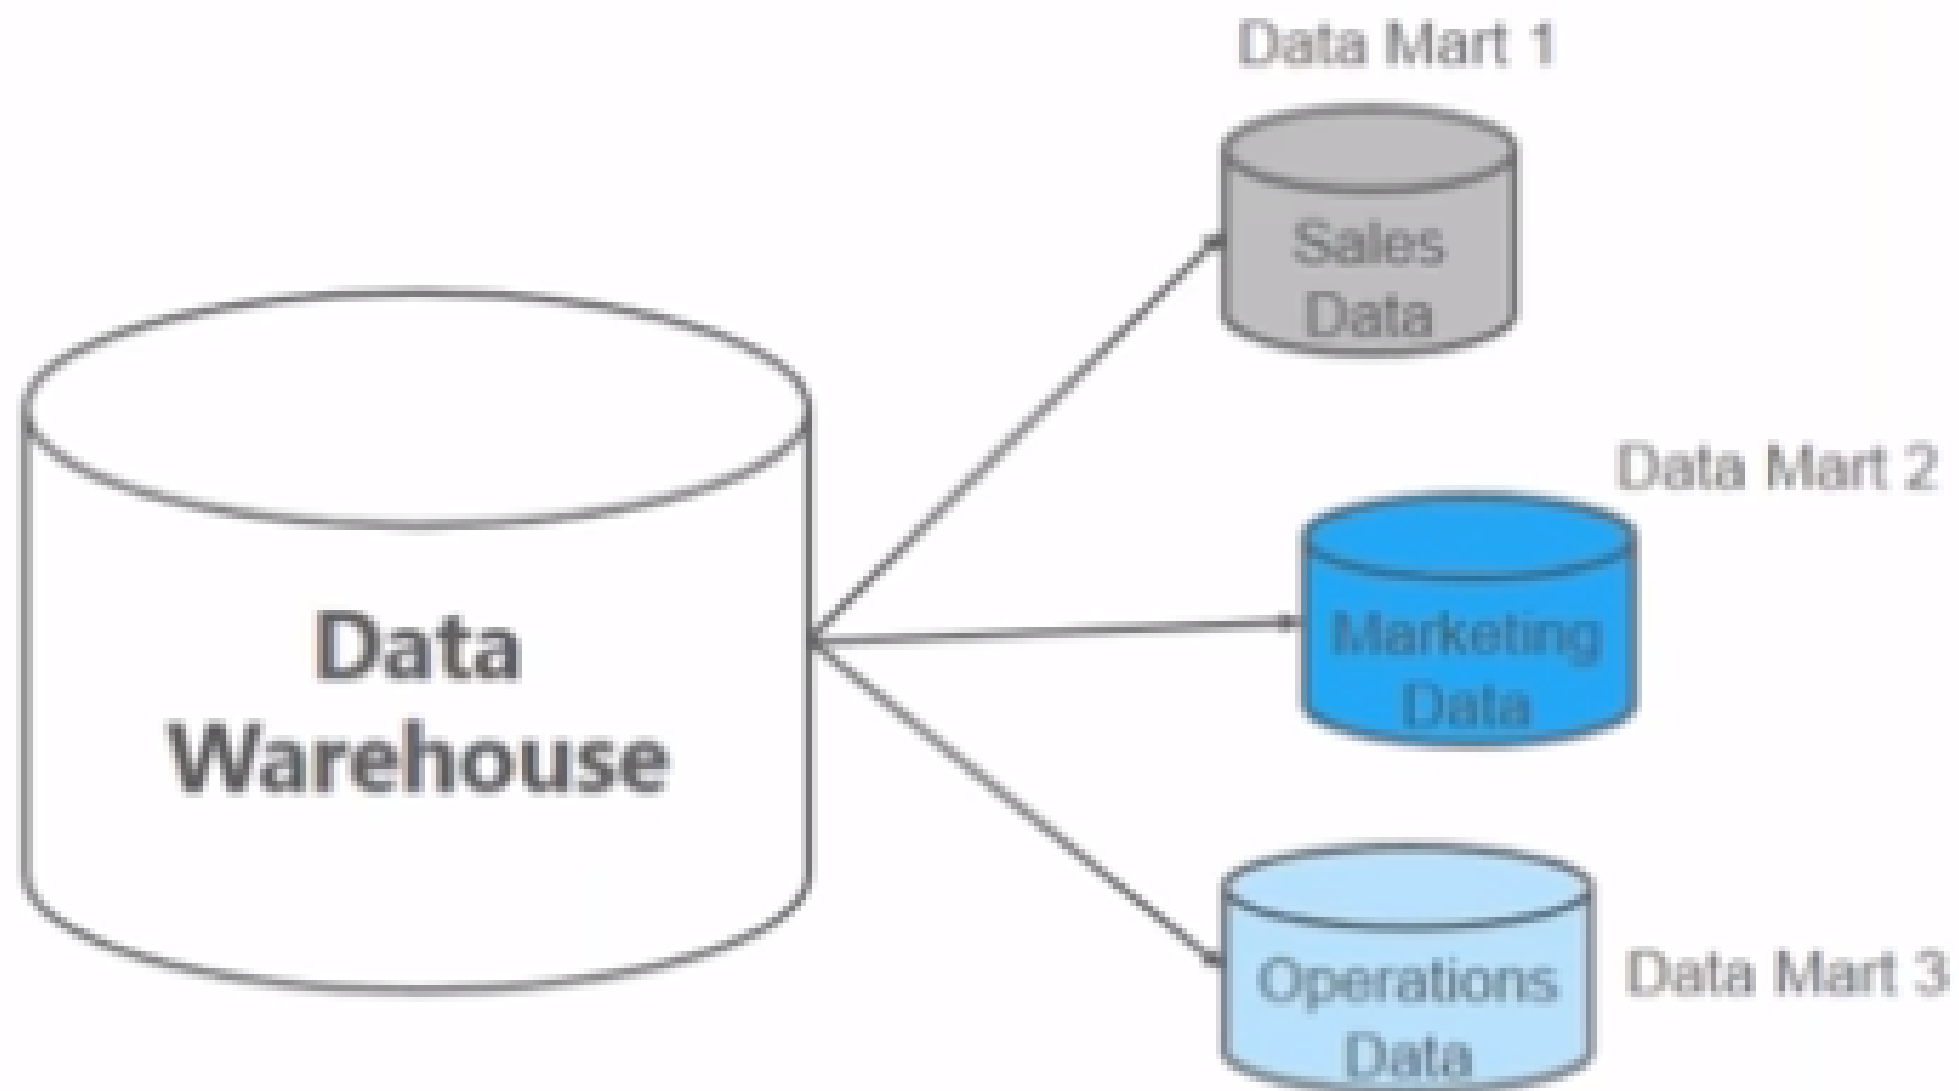 Data Mart 1
Sales
Data
Data Mart 2
Data
Warehouse
Marketing
Data
Operations
Data
Data Mart 3